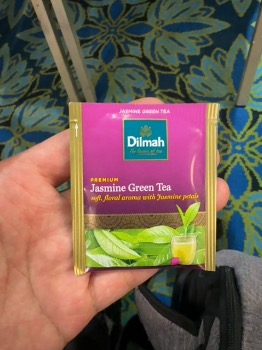 JASMINE GREEN TEA
Dilmah
PREMIUM
Jasmine Green Tea
soft, floral aroma with Jasmine petals